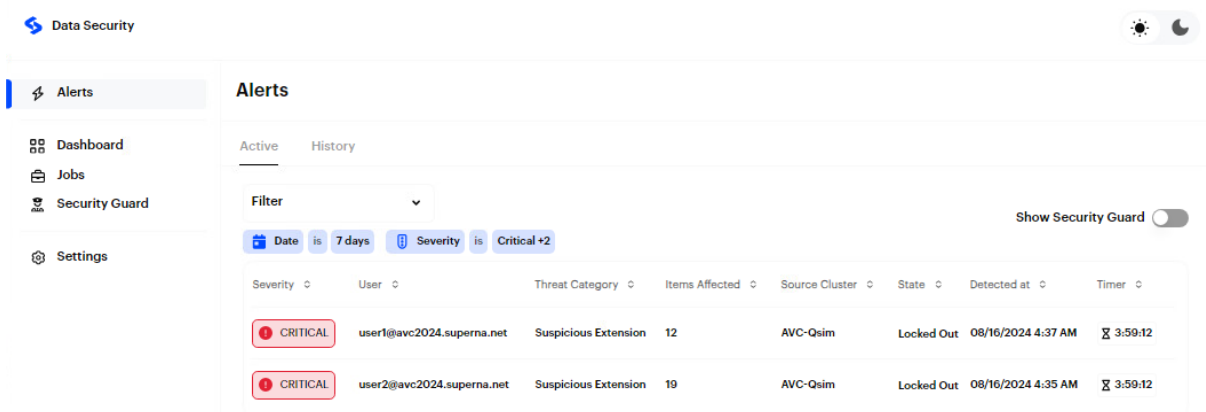 Data Security
Alerts
Dashboard
Jobs
Security Guard
Settings
Alerts
Active History
Filter
Show Security Guard
Date is 7 days Severity is Critical +2
Severity User Threat Category Items Affected Source Cluster State Detected at Timer
CRITICAL user1@avc2024.superna.net Suspicious Extension 12 AVC-Qsim Locked Out 08/16/2024 4:37 AM 3:59:12
CRITICAL user2@avc2024.superna.net Suspicious Extension 19 AVC-Qsim Locked Out 08/16/2024 4:35 AM 3:59:12